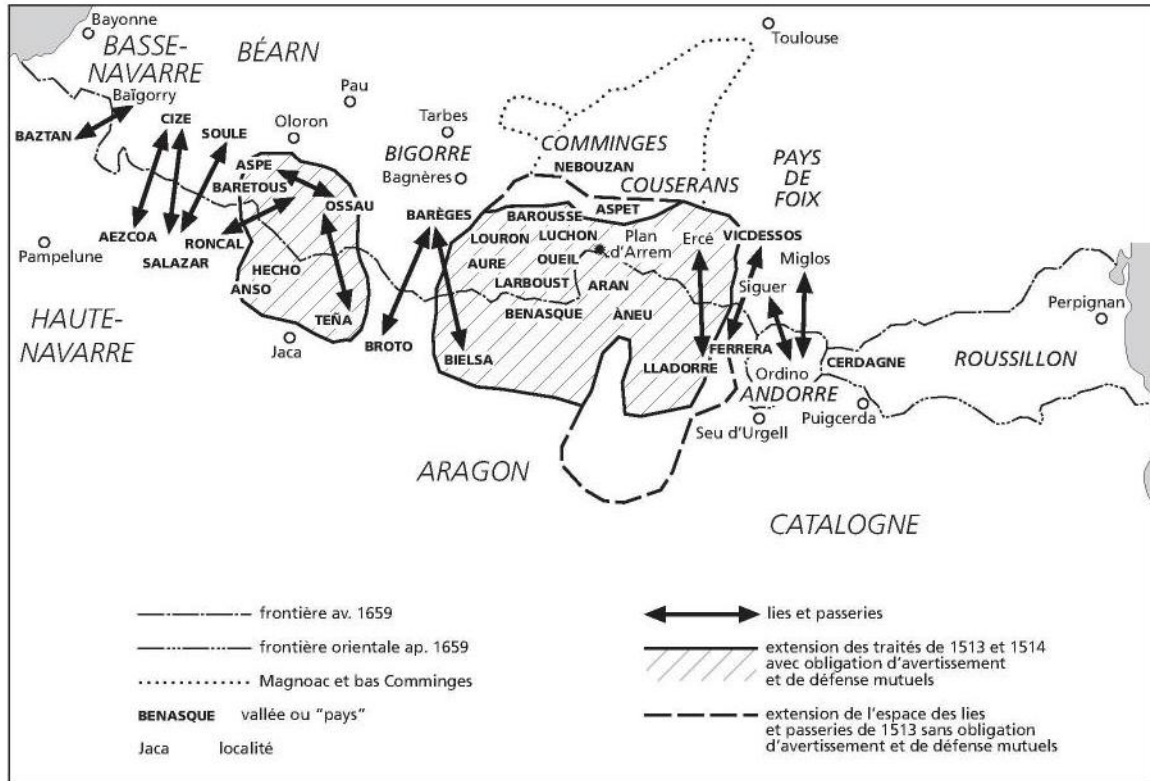 Bayonne
BASSE-
NAVARRE
BÉARN
Toulouse
Baïgorry
BAZTAN
CIZE
SOULE
Pau
Oloron
Tarbes
BIGORRE
Bagnères
COMMINGES
NEBOUZAN
COUSERANS
PAYS
DE
FOIX
ASPE
BARETOUS
OSSAU
BARÈGES
BAROUSSE
ASPET
LOURON
LUCHON
Plan
d'Arrem
Ercé
VICDESSOS
Miglos
AEZCOA
RONCAL
Pampelune
SALAZAR
HECHO
ANSO
AURE
OUEIL
LARBOUST
ARAN
Siguer
Perpignan
BENASQUE
ÀNEU
TEÑA
HAUTE-
NAVARRE
Jaca
BROTO
BIELSA
FERRERA
LLADORRE
CERDAGNE
ROUSSILLON
Ordino
ANDORRE
Puigcerda
Seu d'Urgell
ARAGON
CATALOGNE
frontière av. 1659
frontière orientale ap. 1659
Magnoac et bas Comminges
BENASQUE vallée ou "pays"
Jaca localité
lies et passeries
extension des traités de 1513 et 1514
avec obligation d'avertissement
et de défense mutuels
extension de l'espace des lies
et passeries de 1513 sans obligation
d'avertissement et de défense mutuels